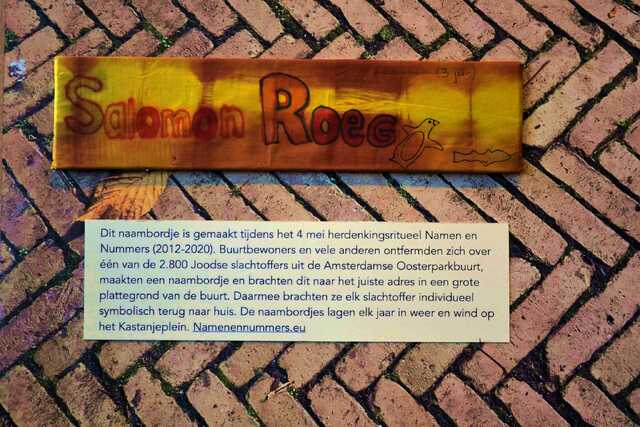 (3 jr)
Salomon Roeg
Dit naambordje is gemaakt tijdens het 4 mei herdenkingsritueel Namen en
Nummers (2012-2020). Buurtbewoners en vele anderen ontfermden zich over
één van de 2.800 Joodse slachtoffers uit de Amsterdamse Oosterparkbuurt,
maakten een naambordje en brachten dit naar het juiste adres in een grote
plattegrond van de buurt. Daarmee brachten ze elk slachtoffer individueel
symbolisch terug naar huis. De naambordjes lagen elk jaar in weer en wind op
het Kastanjeplein. Namenennummers.eu